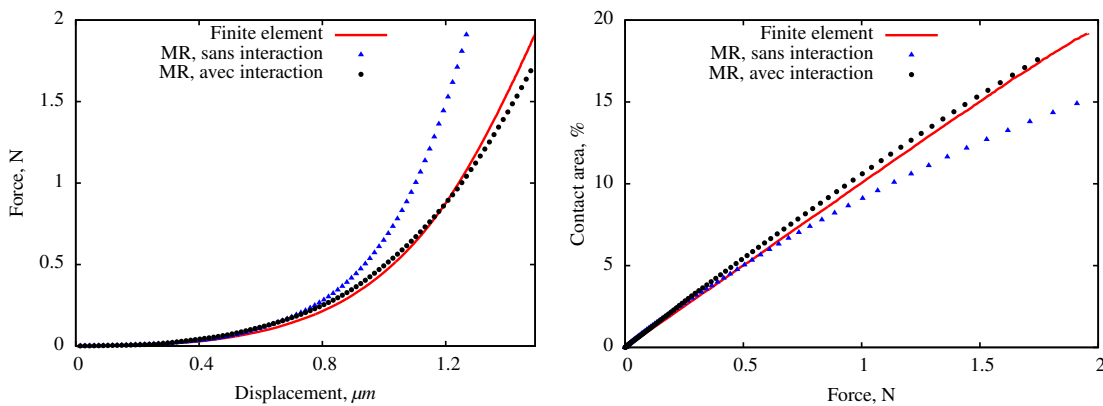 Finite element
MR, sans interaction
MR, avec interaction
2
1.5
1
0.5
0
0
0.4
0.8
1.2
Force, N
Displacement, μm
Finite element
MR, sans interaction
MR, avec interaction
20
15
10
5
0
0
0.5
1
1.5
2
Contact area, %
Force, N